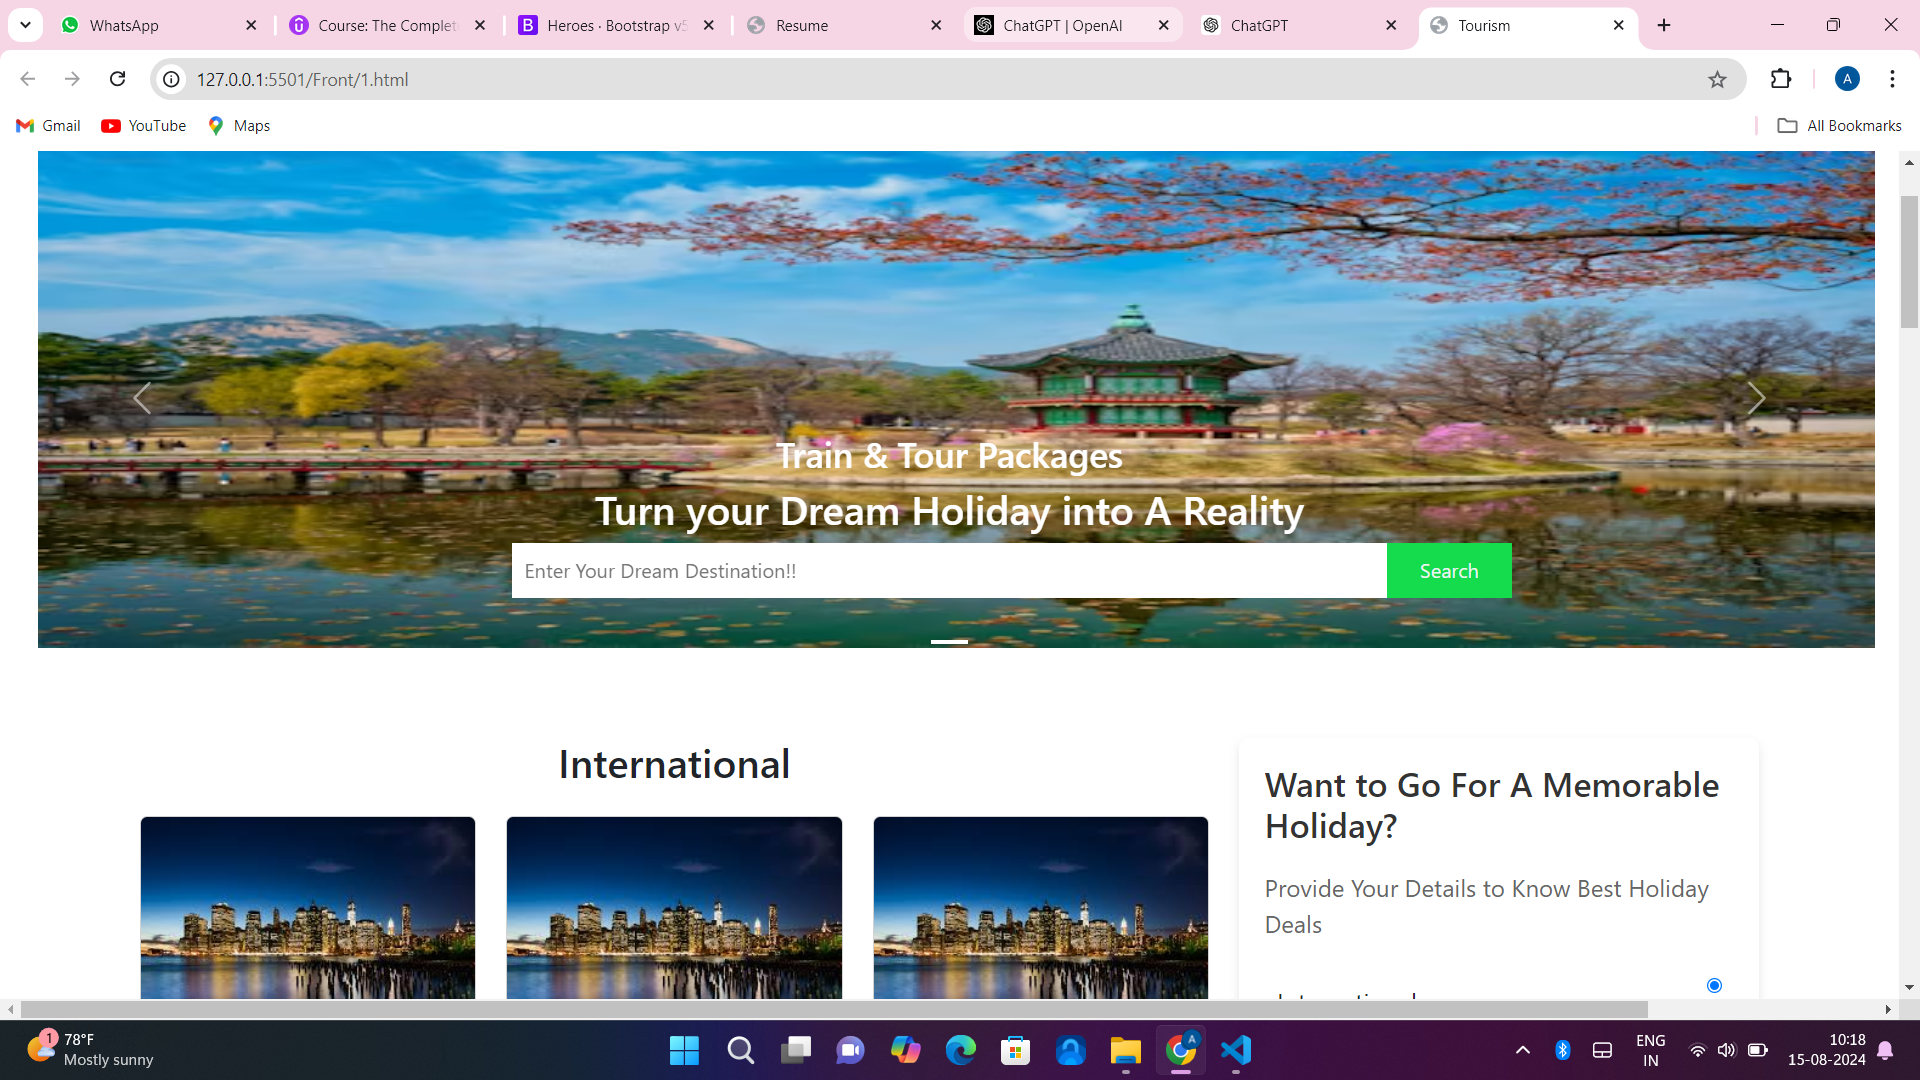 WhatsApp
Course: The Complet
Heroes · Bootstrap v5
Resume
ChatGPT | OpenAI
ChatGPT
Tourism
127.0.0.1:5501/Front/1.html
A
Gmail
YouTube
Maps
All Bookmarks
Train & Tour Packages
Turn your Dream Holiday into A Reality
Enter Your Dream Destination!!
Search
International
Want to Go For A Memorable
Holiday?
Provide Your Details to Know Best Holiday
Deals
International
1
78°F
Mostly sunny
A
ENG
IN
10:18
15-08-2024